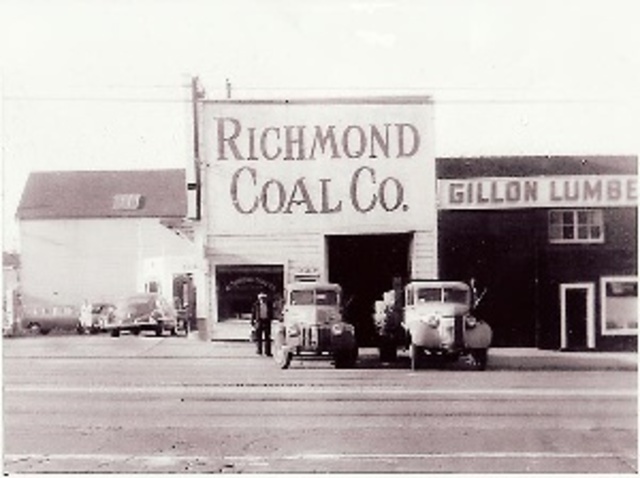 RICHMOND
COAL CO.
GILLON LUMBE